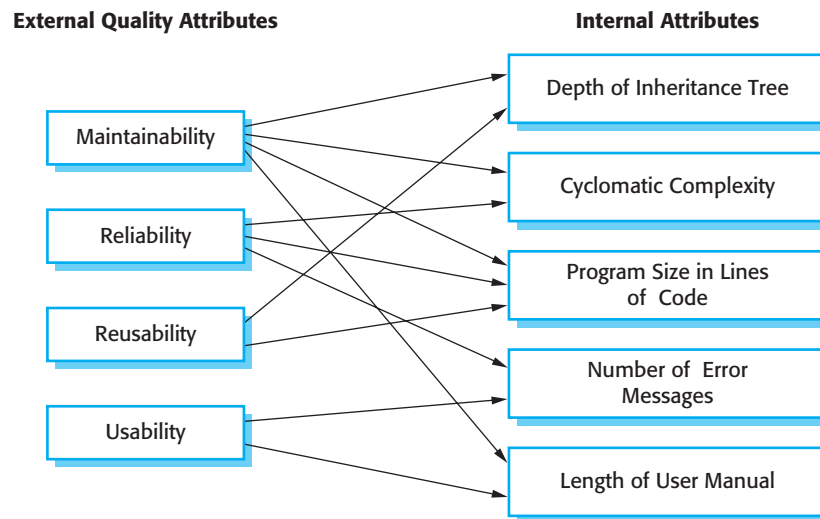 External Quality Attributes
Internal Attributes
Maintainability
Reliability
Reusability
Usability
Depth of Inheritance Tree
Cyclomatic Complexity
Program Size in Lines
of Code
Number of Error
Messages
Length of User Manual